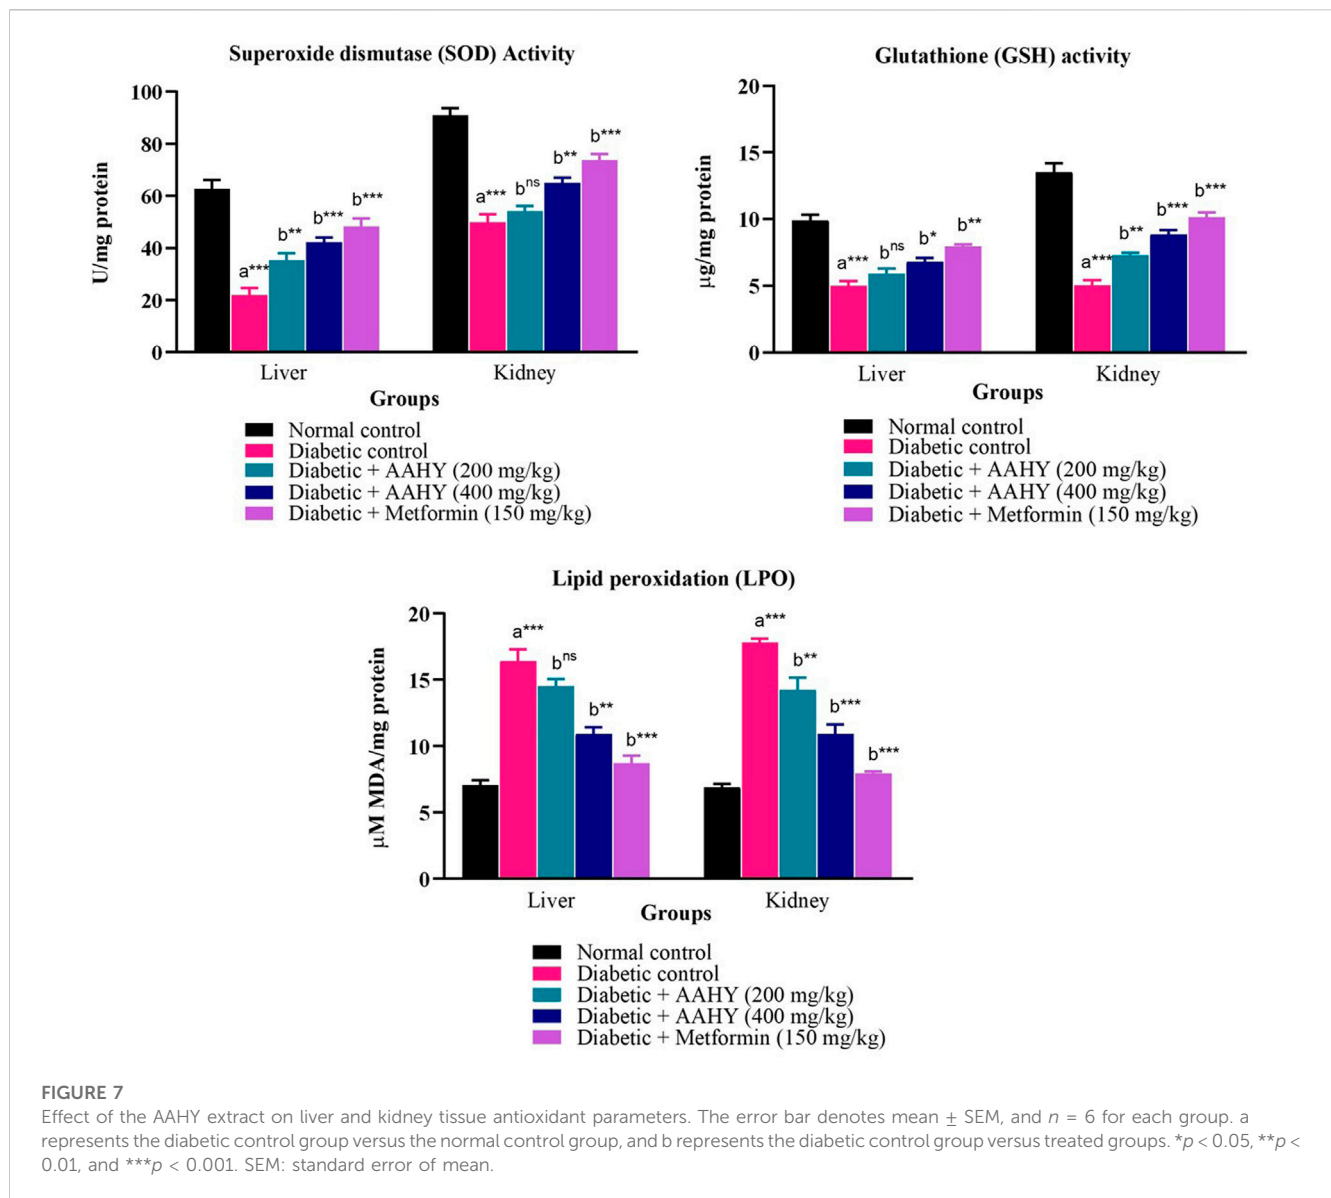 Superoxide dismutase (SOD) Activity
U/mg protein
100
80
60
40
20
0
a***
b**
b***
b***
a***
bns
b**
b***
Liver
Kidney
Groups
Normal control
Diabetic control
Diabetic + AAHY (200 mg/kg)
Diabetic + AAHY (400 mg/kg)
Diabetic + Metformin (150 mg/kg)
Glutathione (GSH) activity
µg/mg protein
20
15
10
5
0
a***
bns
b*
b**
a***
b**
b***
b***
Liver
Kidney
Groups
Normal control
Diabetic control
Diabetic + AAHY (200 mg/kg)
Diabetic + AAHY (400 mg/kg)
Diabetic + Metformin (150 mg/kg)
Lipid peroxidation (LPO)
µM MDA/mg protein
20
15
10
5
0
a***
bns
b**
b***
a***
b**
b***
b***
Liver
Kidney
Groups
Normal control
Diabetic control
Diabetic + AAHY (200 mg/kg)
Diabetic + AAHY (400 mg/kg)
Diabetic + Metformin (150 mg/kg)
FIGURE 7
Effect of the AAHY extract on liver and kidney tissue antioxidant parameters. The error bar denotes mean ± SEM, and n = 6 for each group. a
represents the diabetic control group versus the normal control group, and b represents the diabetic control group versus treated groups. *p < 0.05, **p <
0.01, and ***p < 0.001. SEM: standard error of mean.